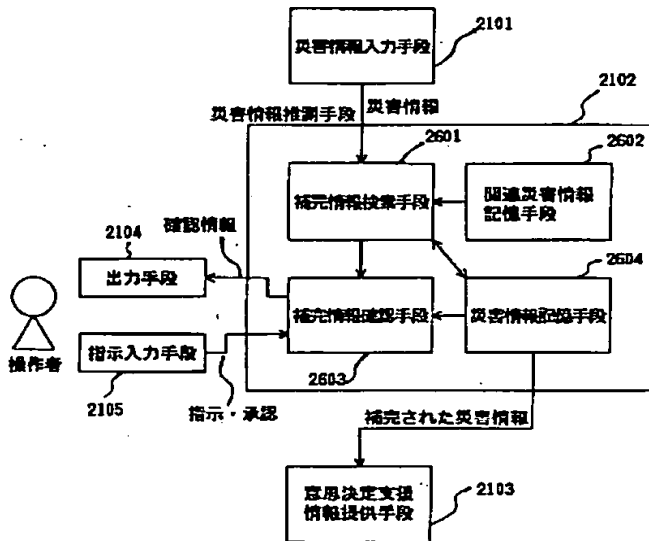 2101
災害情報入力手段
災害情報推測手段
災害情報
2102
2601
2602
補完情報検索手段
関連災害情報
記憶手段
2104
確認情報
2604
出力手段
補完情報確認手段
災害情報記憶手段
操作者
指示入力手段
2603
2105
指示・承認
補完された災害情報
意思決定支援
情報提供手段
2103